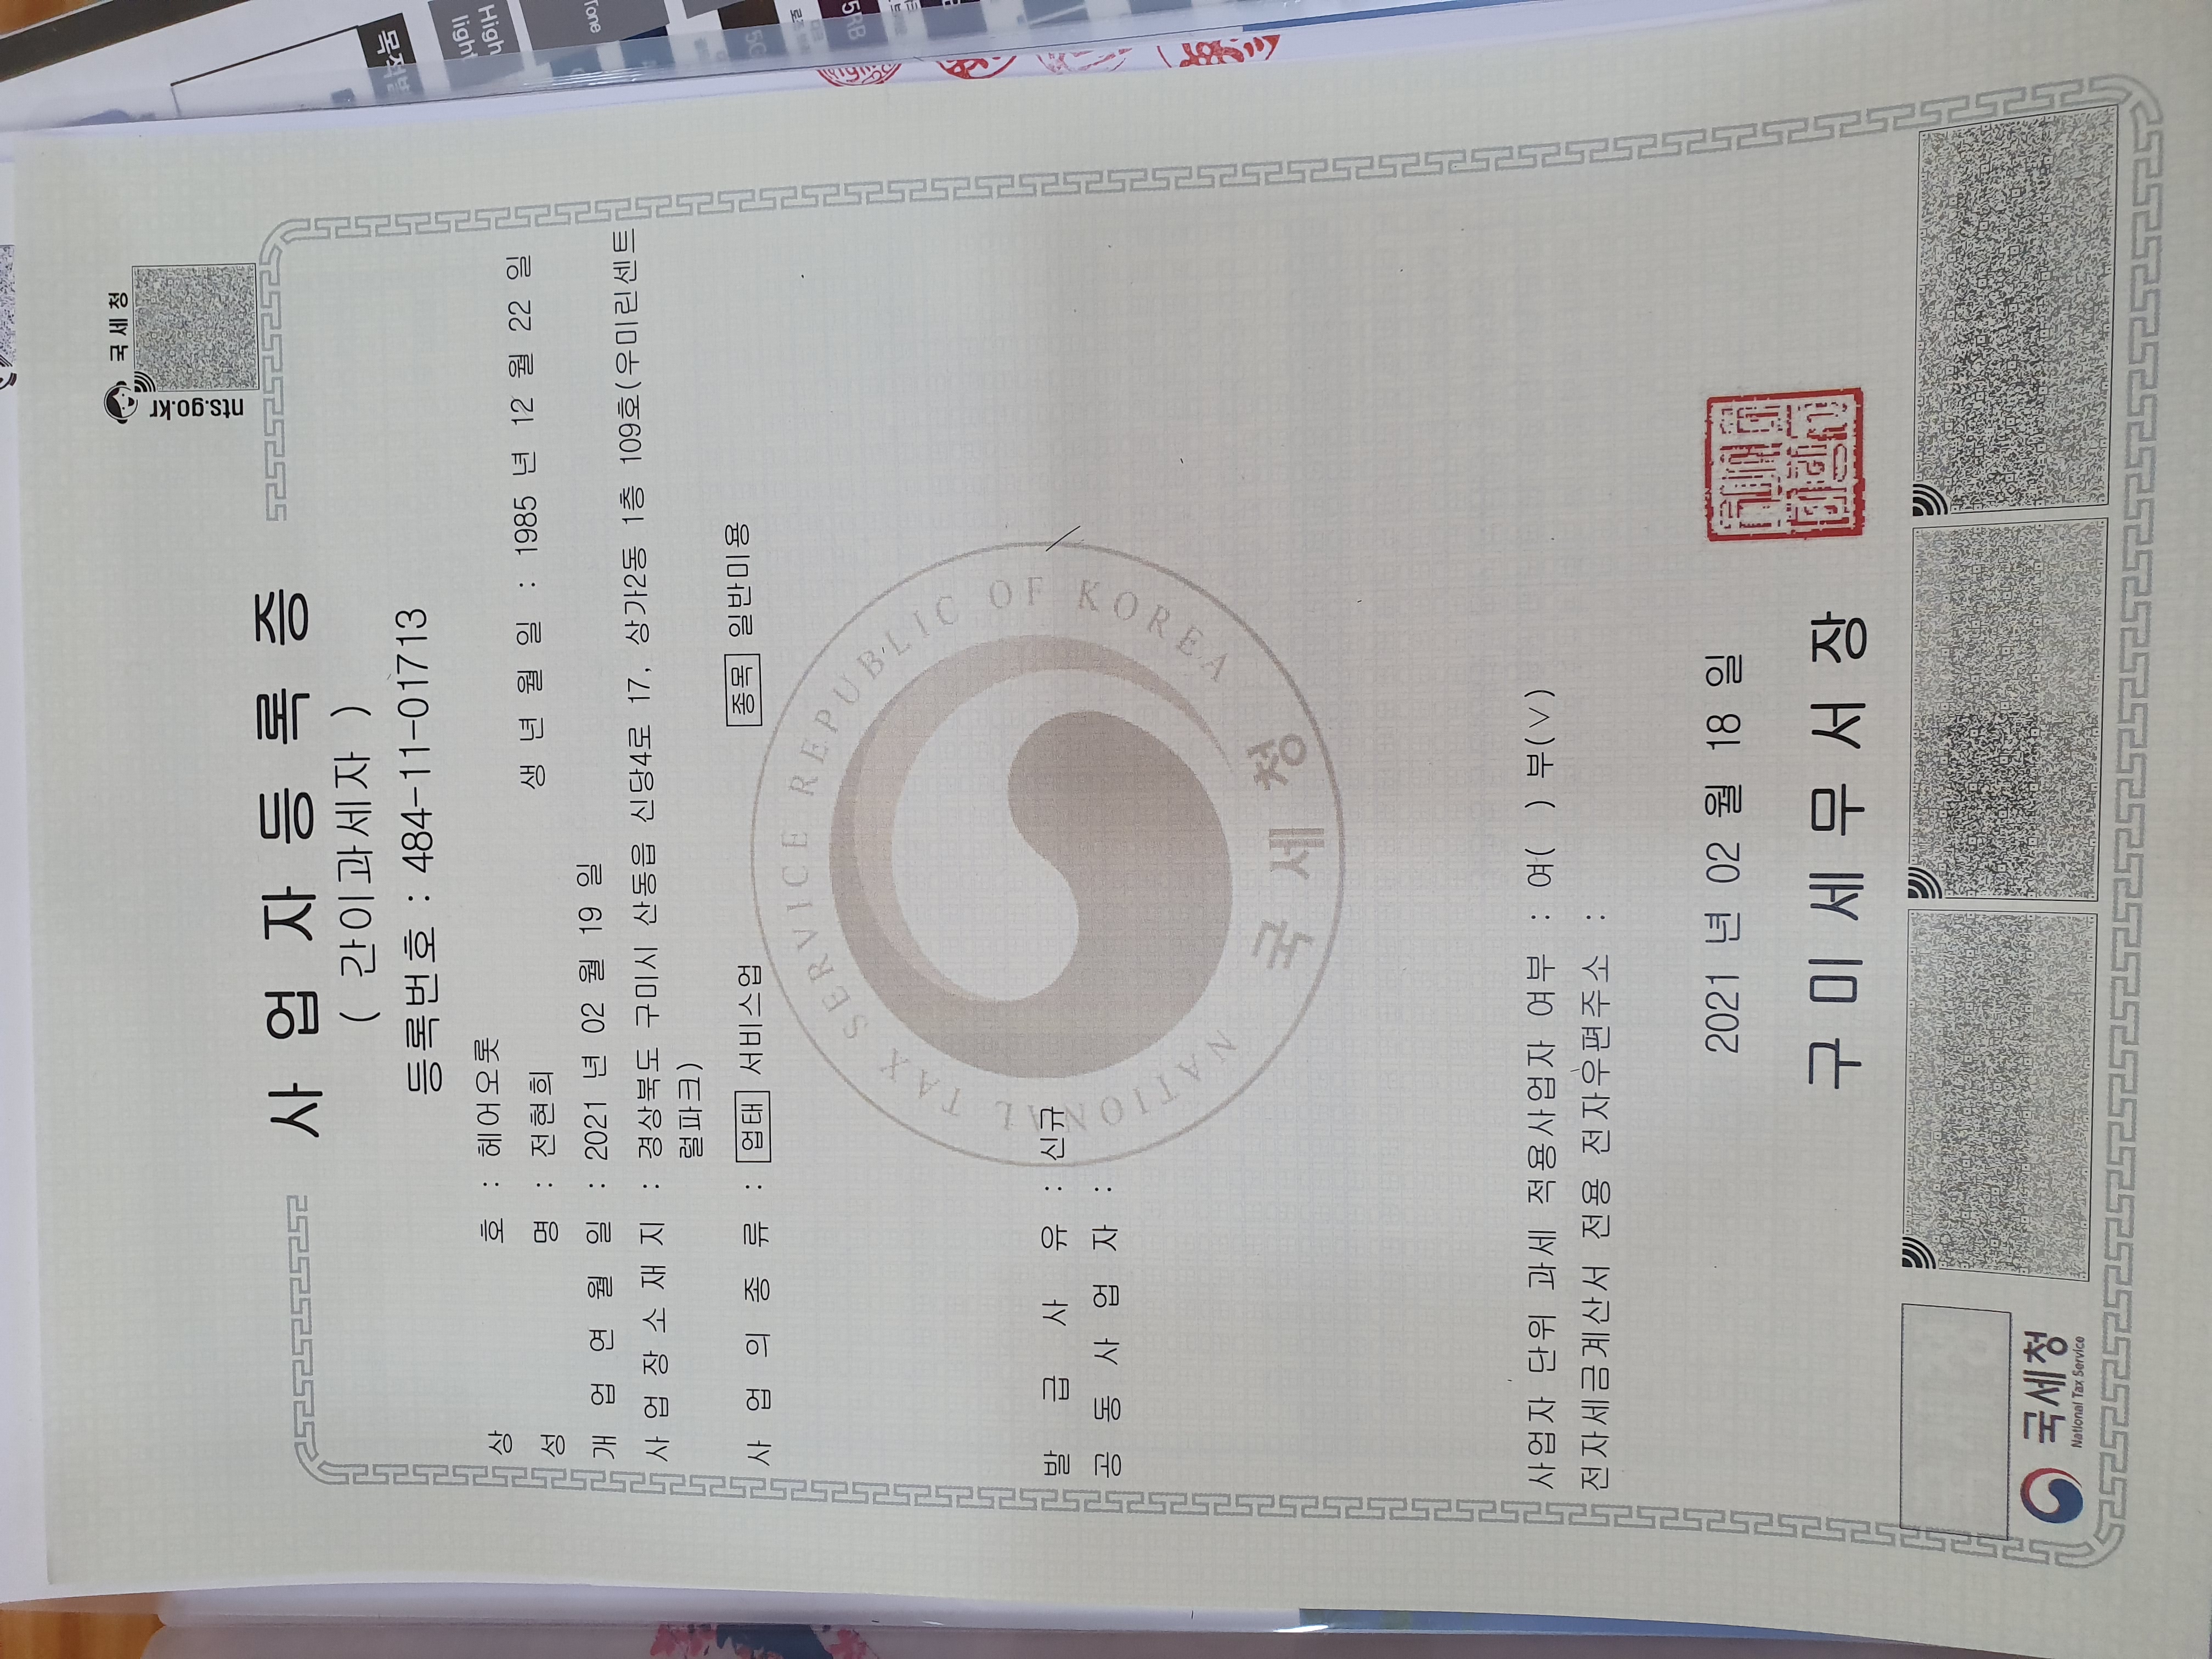 국세청
nts.go.kr
사업자등록증
( 간이과세자 )
등록번호 : 484-11-01713
상 호 : 헤어오롯
성 명 : 전현희 생 년 월 일 : 1985 년 12 월 22 일
개 업 연 월 일 : 2021 년 02 월 19 일
사 업 장 소 재 지 : 경상북도 구미시 산동읍 신당4로 17, 상가2동 1층 109호(우미린센트
럴파크)
사 업 의 종 류 : 업태 서비스업 종목 일반미용
NATIONAL TAX SERVICE REPUBLIC OF KOREA
국세청
발 급 사 유 : 신규
공 동 사 업 자 :
사업자 단위 과세 적용사업자 여부 : 여( ) 부(∨)
전자세금계산서 전용 전자우편주소 :
2021 년 02 월 18 일
구 미 세 무 서 장
국세청
National Tax Service
High
light
Tone
5RB